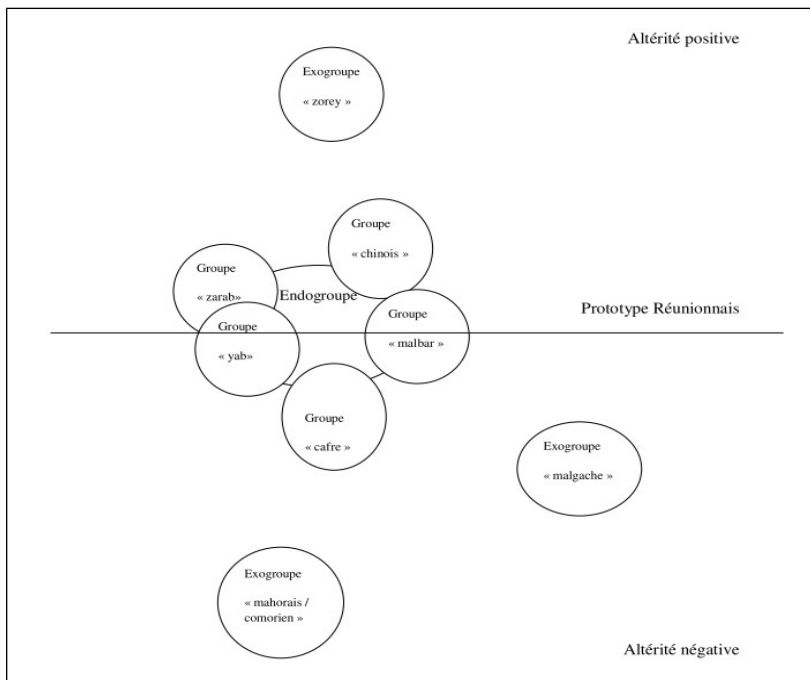 Altérité positive
Exogroupe
« zorey »
Groupe
« chinois »
Groupe
« zarab»
Endogroupe
Prototype Réunionnais
Groupe
« malbar »
Groupe
« yab»
Groupe
« cafre »
Exogroupe
« malgache »
Exogroupe
« mahorais /
comorien »
Altérité négative